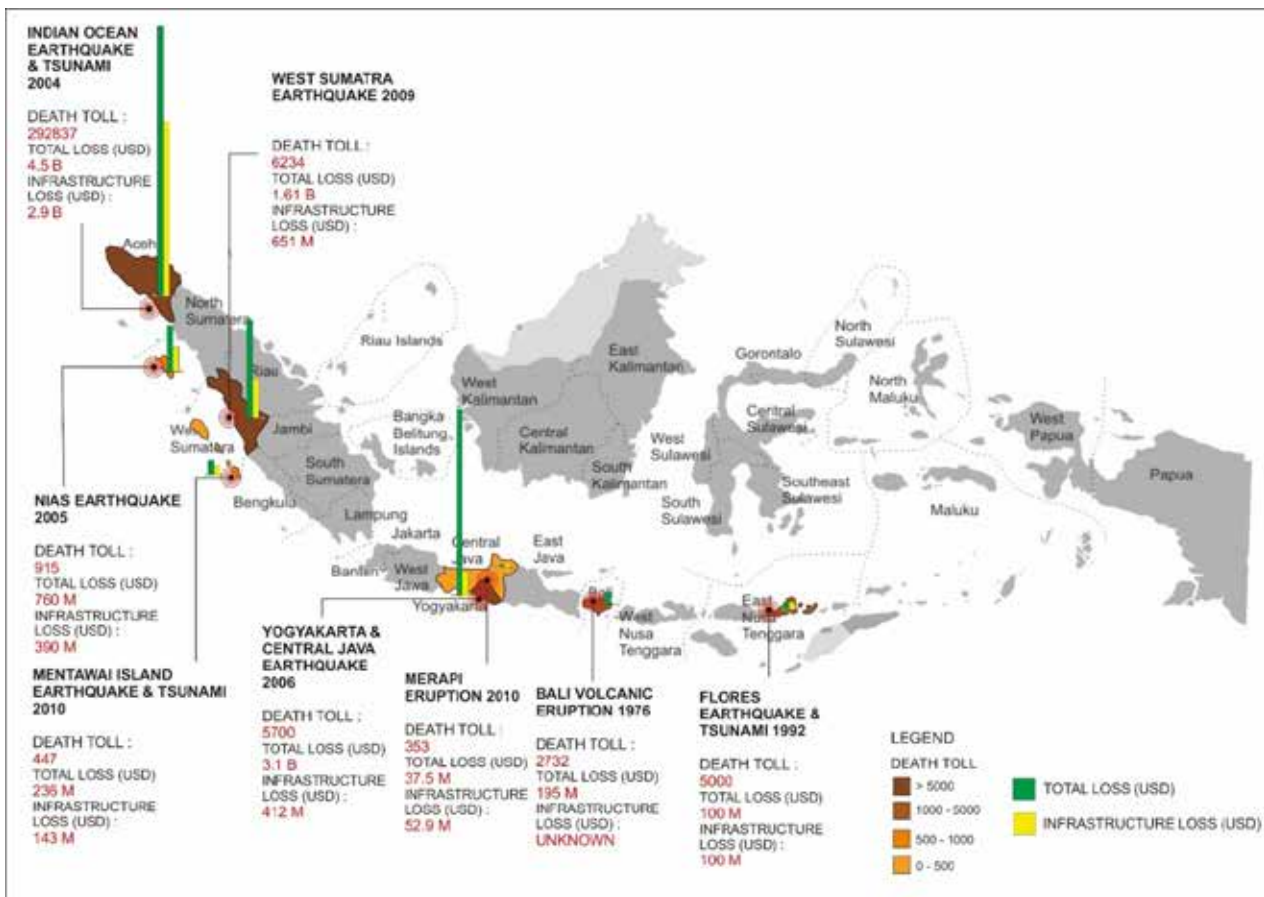 INDIAN OCEAN
EARTHQUAKE
& TSUNAMI
2004
DEATH TOLL :
292837
TOTAL LOSS (USD)
4.5 B
INFRASTRUCTURE
LOSS (USD) :
2.9 B
WEST SUMATRA
EARTHQUAKE 2009
DEATH TOLL :
6234
TOTAL LOSS (USD)
1.61 B
INFRASTRUCTURE
LOSS (USD) :
651 M
Aceh
North
Sumatera
Riau Islands
Riau
West
Sumatera
Jambi
South
Sumatera
Bengkulu
Lampung
Bangka
Belitung
Islands
West
Kalimantan
East
Kalimantan
Central
Kalimantan
South
Kalimantan
Gorontalo
North
Sulawesi
Central
Sulawesi
West
Sulawesi
South
Sulawesi
Southeast
Sulawesi
North
Maluku
Maluku
West
Papua
Papua
Jakarta
Banten
West
Jawa
Central
Java
Yogyakarta
East
Java
Bali
West
Nusa
Tenggara
East
Nusa
Tenggara
NIAS EARTHQUAKE
2005
DEATH TOLL :
915
TOTAL LOSS (USD)
760 M
INFRASTRUCTURE
LOSS (USD) :
390 M
MENTAWAI ISLAND
EARTHQUAKE & TSUNAMI
2010
DEATH TOLL :
447
TOTAL LOSS (USD)
236 M
INFRASTRUCTURE
LOSS (USD) :
143 M
YOGYAKARTA &
CENTRAL JAVA
EARTHQUAKE
2006
DEATH TOLL :
5700
TOTAL LOSS (USD)
3.1 B
INFRASTRUCTURE
LOSS (USD) :
412 M
MERAPI
ERUPTION 2010
DEATH TOLL :
353
TOTAL LOSS (USD)
37.5 M
INFRASTRUCTURE
LOSS (USD) :
52.9 M
BALI VOLCANIC
ERUPTION 1976
DEATH TOLL :
2732
TOTAL LOSS (USD)
195 M
INFRASTRUCTURE
LOSS (USD) :
UNKNOWN
FLORES
EARTHQUAKE &
TSUNAMI 1992
DEATH TOLL :
5000
TOTAL LOSS (USD)
100 M
INFRASTRUCTURE
LOSS (USD) :
100 M
LEGEND
DEATH TOLL
> 5000
1000 - 5000
500 - 1000
0 - 500
TOTAL LOSS (USD)
INFRASTRUCTURE LOSS (USD)